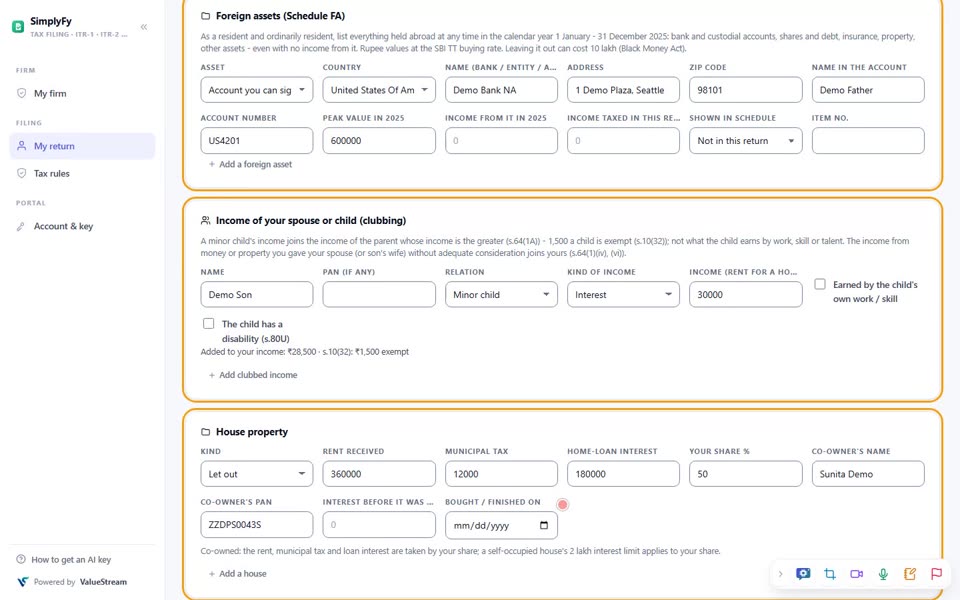 SimplyFy
TAX FILING · ITR-1 · ITR-2 ...
FIRM
My firm
FILING
My return
Tax rules
PORTAL
Account & key
How to get an AI key
Powered by ValueStream
Foreign assets (Schedule FA)
As a resident and ordinarily resident, list everything held abroad at any time in the calendar year 1 January - 31 December 2025: bank and custodial accounts, shares and debt, insurance, property,
other assets - even with no income from it. Rupee values at the SBI TT buying rate. Leaving it out can cost 10 lakh (Black Money Act).
ASSET COUNTRY NAME (BANK / ENTITY / A... ADDRESS ZIP CODE NAME IN THE ACCOUNT
Account you can sig United States Of Am Demo Bank NA 1 Demo Plaza, Seattle 98101 Demo Father
ACCOUNT NUMBER PEAK VALUE IN 2025 INCOME FROM IT IN 2025 INCOME TAXED IN THIS RE... SHOWN IN SCHEDULE ITEM NO.
US4201 600000 0 0 Not in this return
+ Add a foreign asset
Income of your spouse or child (clubbing)
A minor child's income joins the income of the parent whose income is the greater (s.64(1A)) - 1,500 a child is exempt (s.10(32)); not what the child earns by work, skill or talent. The income from
money or property you gave your spouse (or son's wife) without adequate consideration joins yours (s.64(1)(iv), (vi)).
NAME PAN (IF ANY) RELATION KIND OF INCOME INCOME (RENT FOR A HO...
Demo Son Minor child Interest 30000 Earned by the child's
own work / skill
The child has a
disability (s.80U)
Added to your income: ₹28,500 · s.10(32): ₹1,500 exempt
+ Add clubbed income
House property
KIND RENT RECEIVED MUNICIPAL TAX HOME-LOAN INTEREST YOUR SHARE % CO-OWNER'S NAME
Let out 360000 12000 180000 50 Sunita Demo
CO-OWNER'S PAN INTEREST BEFORE IT WAS ... BOUGHT / FINISHED ON
ZZDPS0043S 0 mm/dd/yyyy
Co-owned: the rent, municipal tax and loan interest are taken by your share; a self-occupied house's 2 lakh interest limit applies to your share.
+ Add a house